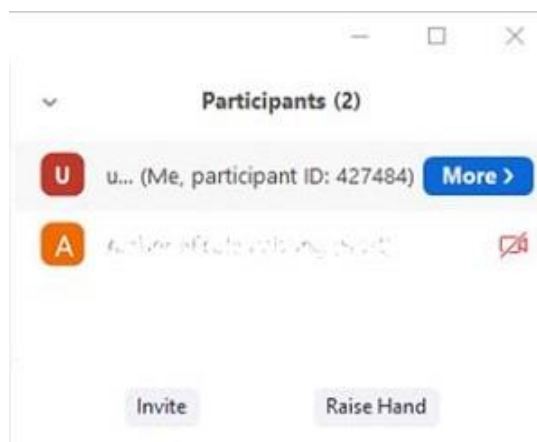 Participants (2)
U u... (Me, participant ID: 427484) More >
A
Invite Raise Hand